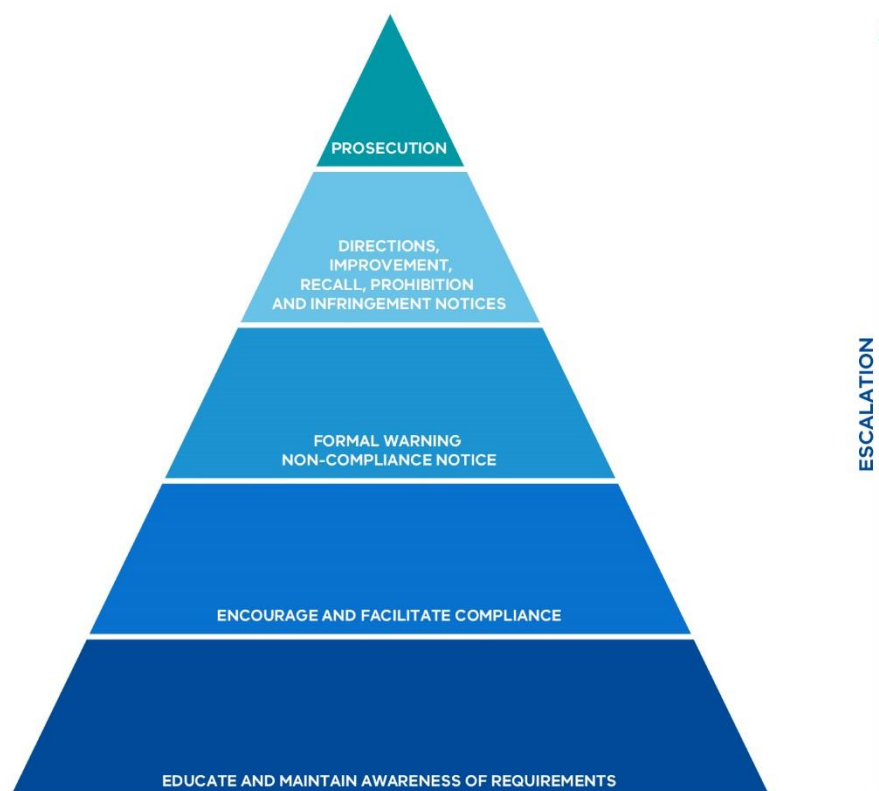 PROSECUTION
DIRECTIONS,
IMPROVEMENT,
RECALL, PROHIBITION
AND INFRINGEMENT NOTICES
FORMAL WARNING
NON-COMPLIANCE NOTICE
ENCOURAGE AND FACILITATE COMPLIANCE
EDUCATE AND MAINTAIN AWARENESS OF REQUIREMENTS
ESCALATION